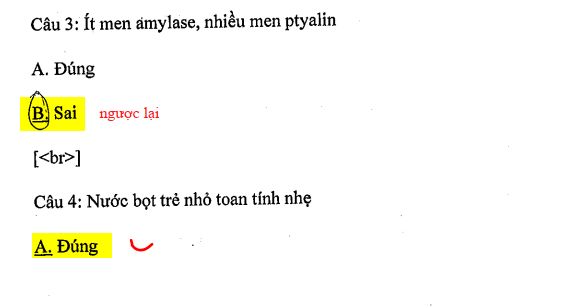 Câu 3: Ít men amylase, nhiều men ptyalin
A. Đúng
B. Sai ngược lại
[<br>]
Câu 4: Nước bọt trẻ nhỏ toan tính nhẹ
A. Đúng